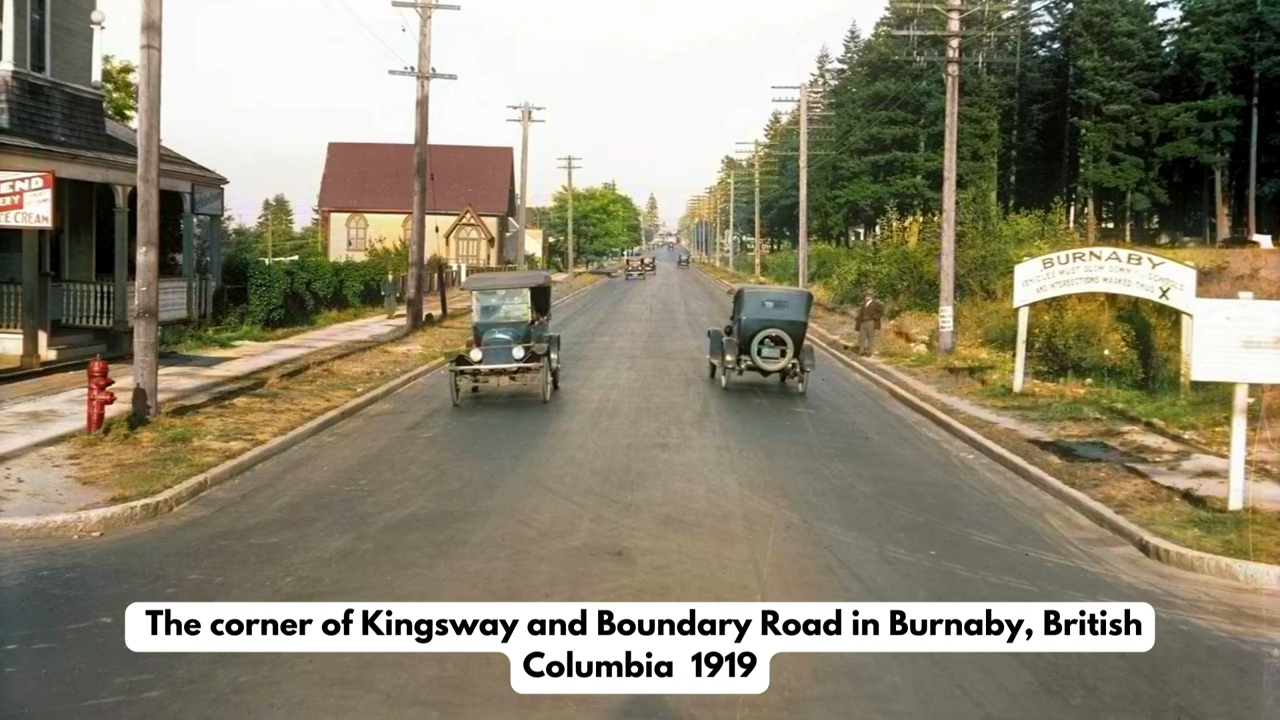 END
ERY
CE CREAM
BURNABY
VEHICLES MUST SLOW DOWN TO SCHOOLS
AND INTERSECTIONS MARKED THUS X
The corner of Kingsway and Boundary Road in Burnaby, British
Columbia 1919